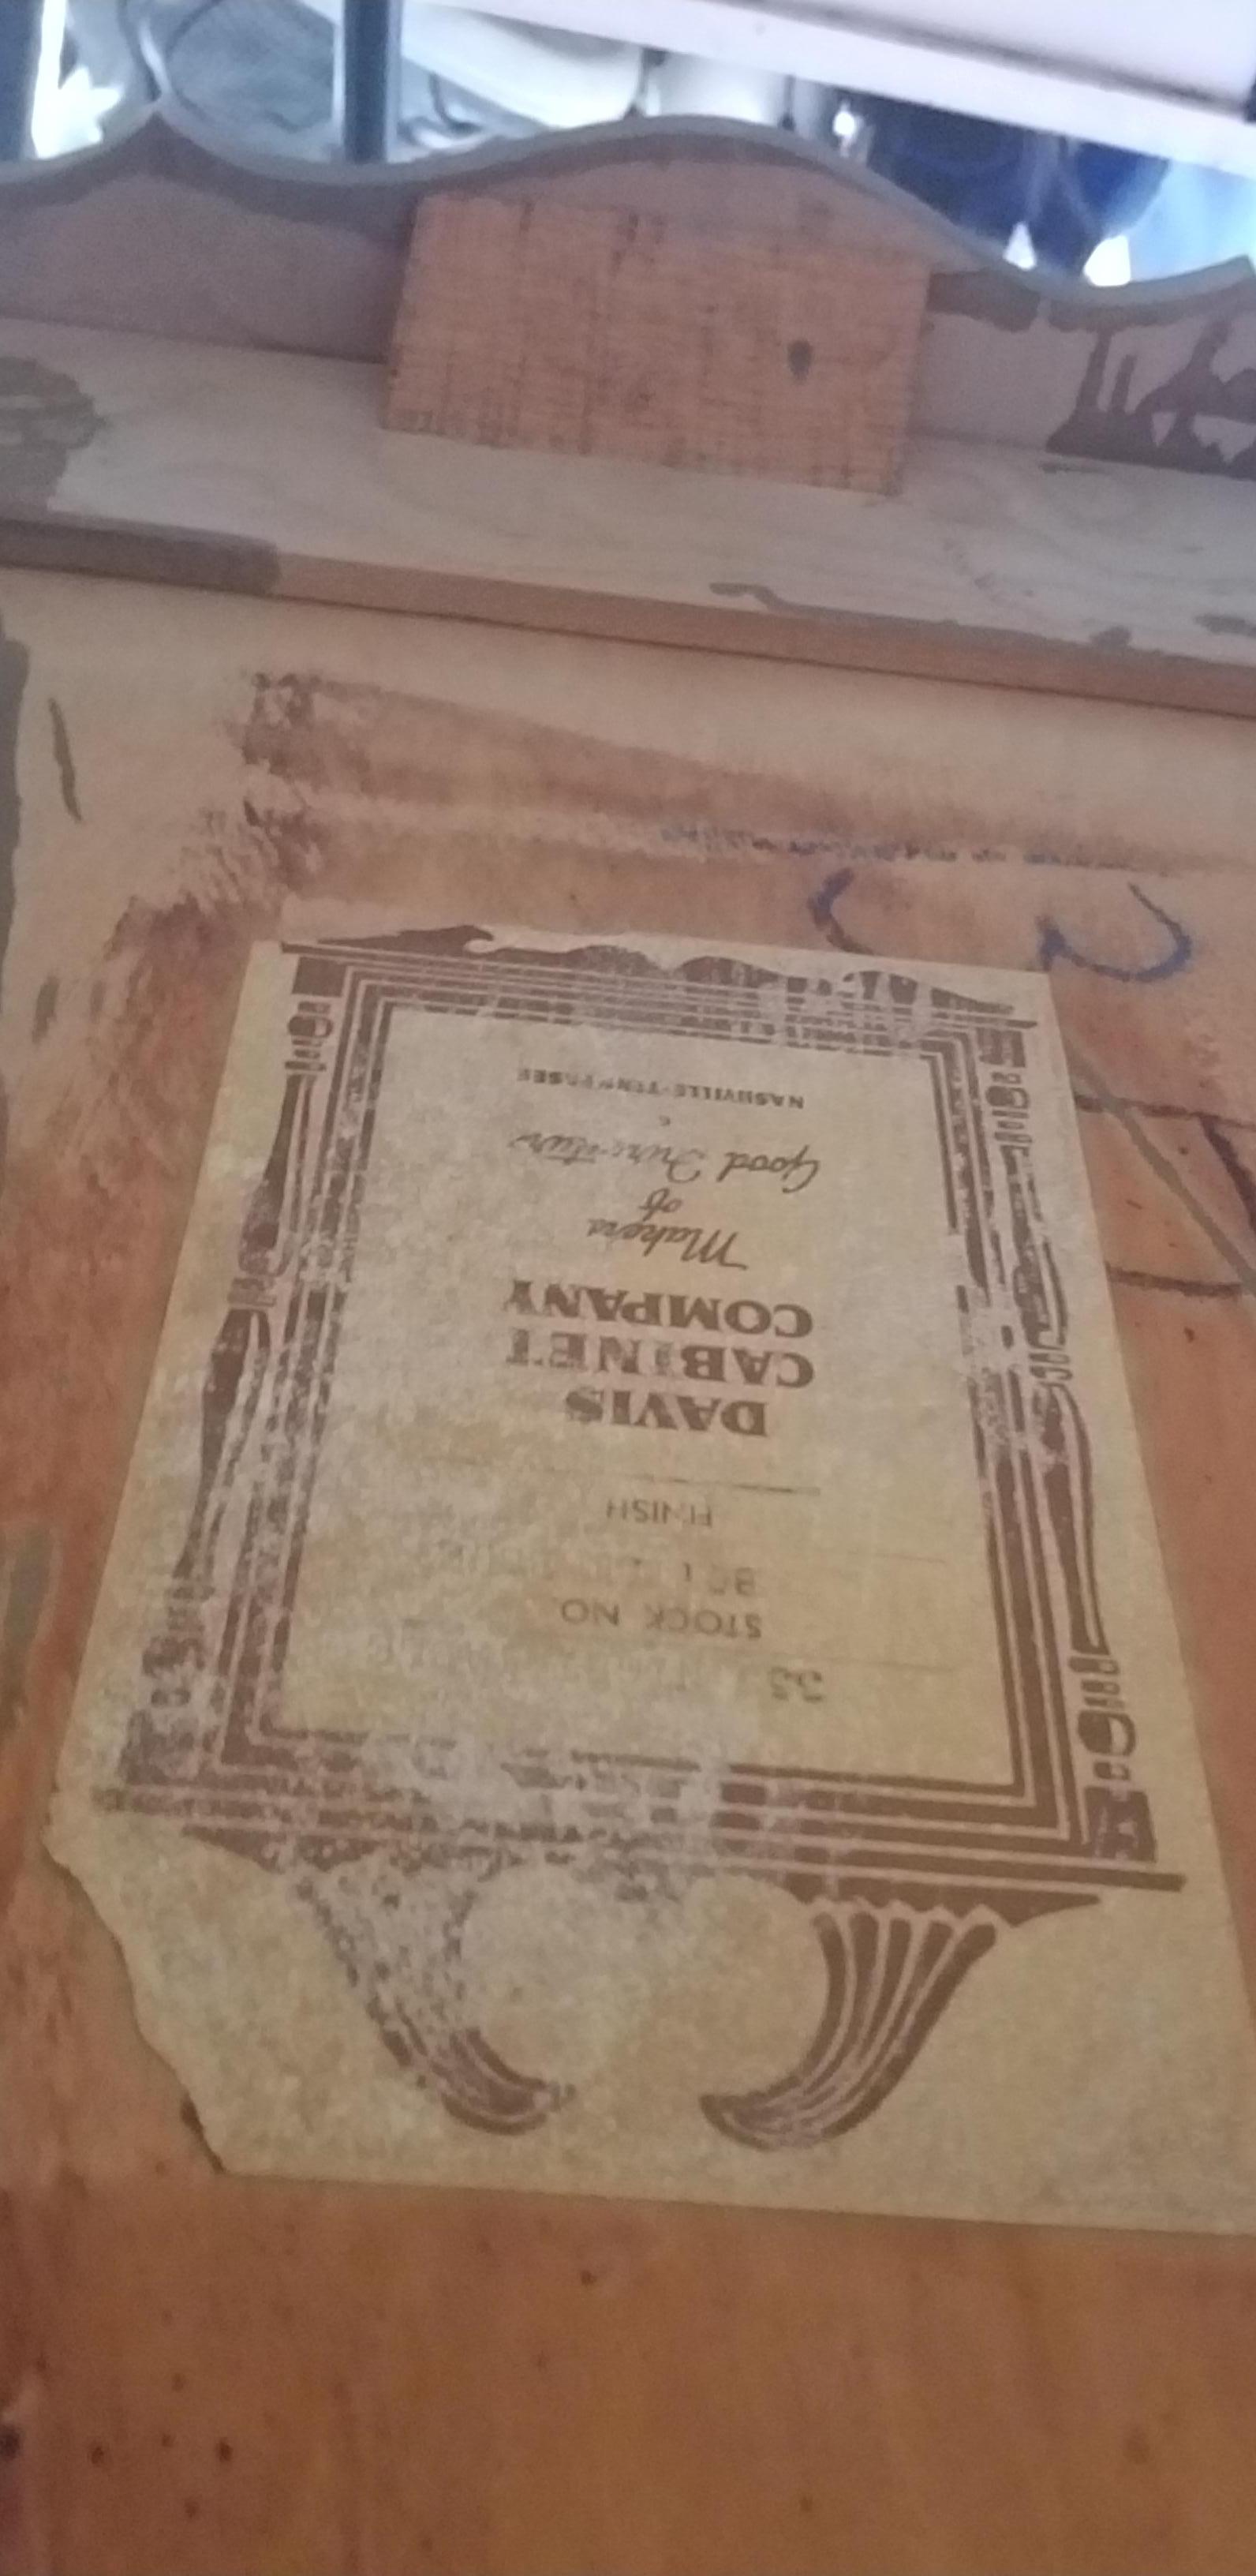 STOCK NO.
FINISH
DAVIS
CABINET
COMPANY
Makers
of
Good Furniture
NASHVILLE-TENNESSEE